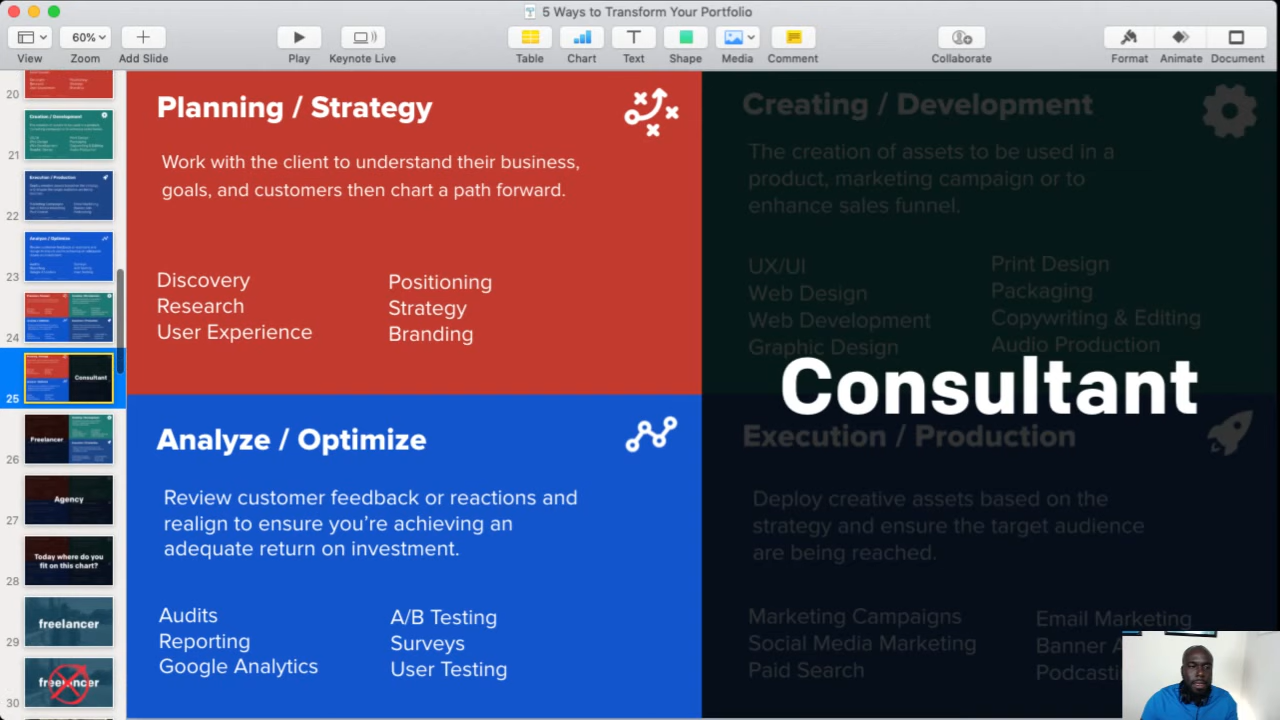 5 Ways to Transform Your Portfolio
60%
View
Zoom
Add Slide
Play
Keynote Live
Table
Chart
Text
Shape
Media
Comment
Collaborate
Format
Animate
Document
20
21
Creation / Development
22
Execution / Production
23
Analyze / Optimize
24
25
Consultant
26
Freelancer
27
Agency
28
Today where do you
fit on this chart?
29
freelancer
30
freelancer
Planning / Strategy
Work with the client to understand their business,
goals, and customers then chart a path forward.
Discovery
Research
User Experience
Positioning
Strategy
Branding
Creating / Development
The creation of assets to be used in a
product, marketing campaign or to
enhance sales funnel.
UX/UI
Web Design
Web Development
Graphic Design
Print Design
Packaging
Copywriting & Editing
Audio Production
Consultant
Analyze / Optimize
Review customer feedback or reactions and
realign to ensure you’re achieving an
adequate return on investment.
Audits
Reporting
Google Analytics
A/B Testing
Surveys
User Testing
Execution / Production
Deploy creative assets based on the
strategy and ensure the target audience
are being reached.
Marketing Campaigns
Social Media Marketing
Paid Search
Email Marketing
Banner A
Podcasti